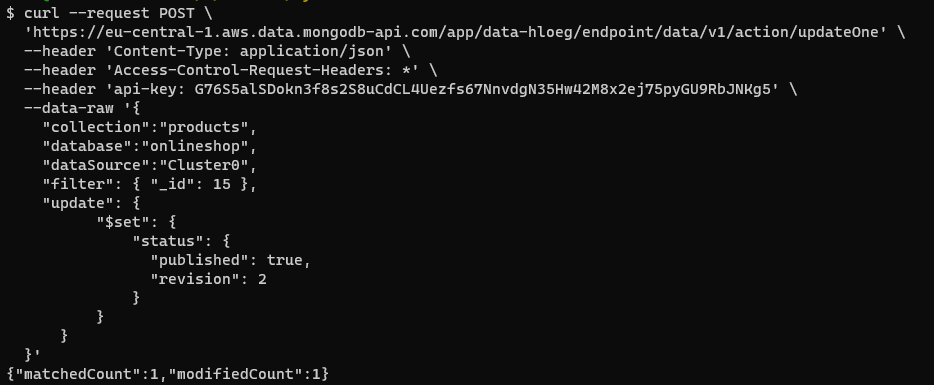 $ curl --request POST \
  'https://eu-central-1.aws.data.mongodb-api.com/app/data-hloeg/endpoint/data/v1/action/updateOne' \
  --header 'Content-Type: application/json' \
  --header 'Access-Control-Request-Headers: *' \
  --header 'api-key: G76S5alSDokn3f8s2S8uCdCL4Uezfs67NnvdgN35Hw42M8x2ej75pyGU9RbJNKg5' \
  --data-raw '{
    "collection":"products",
    "database":"onlineshop",
    "dataSource":"Cluster0",
    "filter": { "_id": 15 },
    "update": {
          "$set": {
              "status": {
                "published": true,
                "revision": 2
              }
          }
      }
  }'
{"matchedCount":1,"modifiedCount":1}